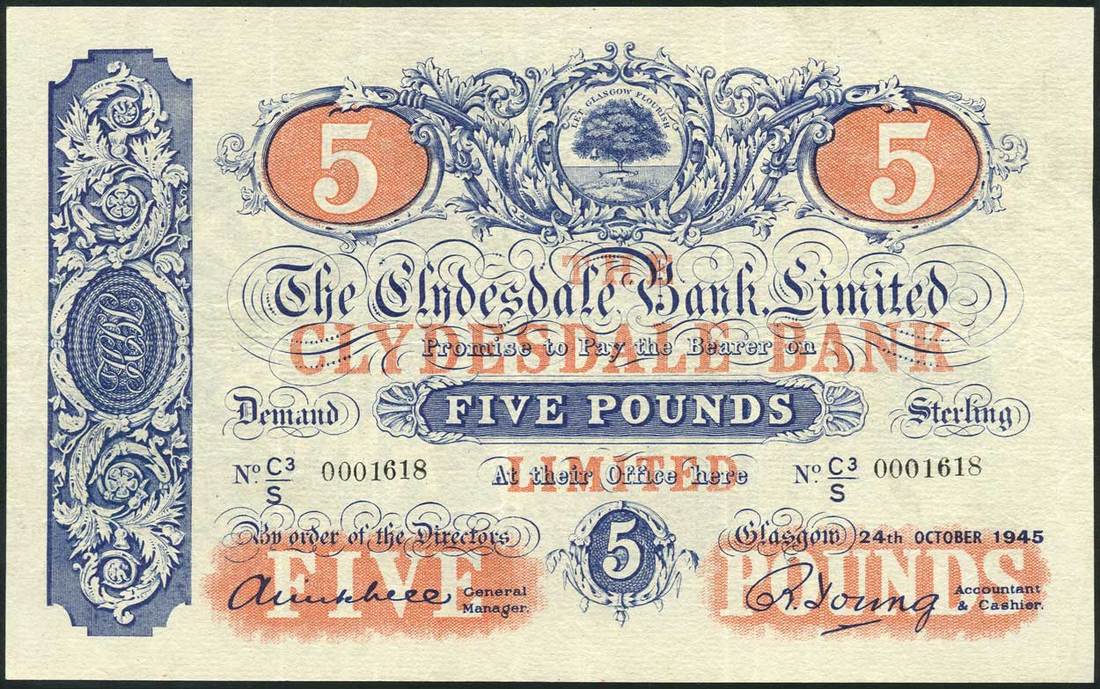 LET GLASGOW FLOURISH
5 5
The Clydesdale Bank, Limited
THE
CLYDESDALE BANK
LIMITED
Promise to Pay the Bearer on
Demand FIVE POUNDS Sterling
No. C3/S 0001618 At their Office here No. C3/S 0001618
By order of the Directors 5 Glasgow 24th OCTOBER 1945
FIVE POUNDS
General Manager.
R. Young Accountant & Cashier.